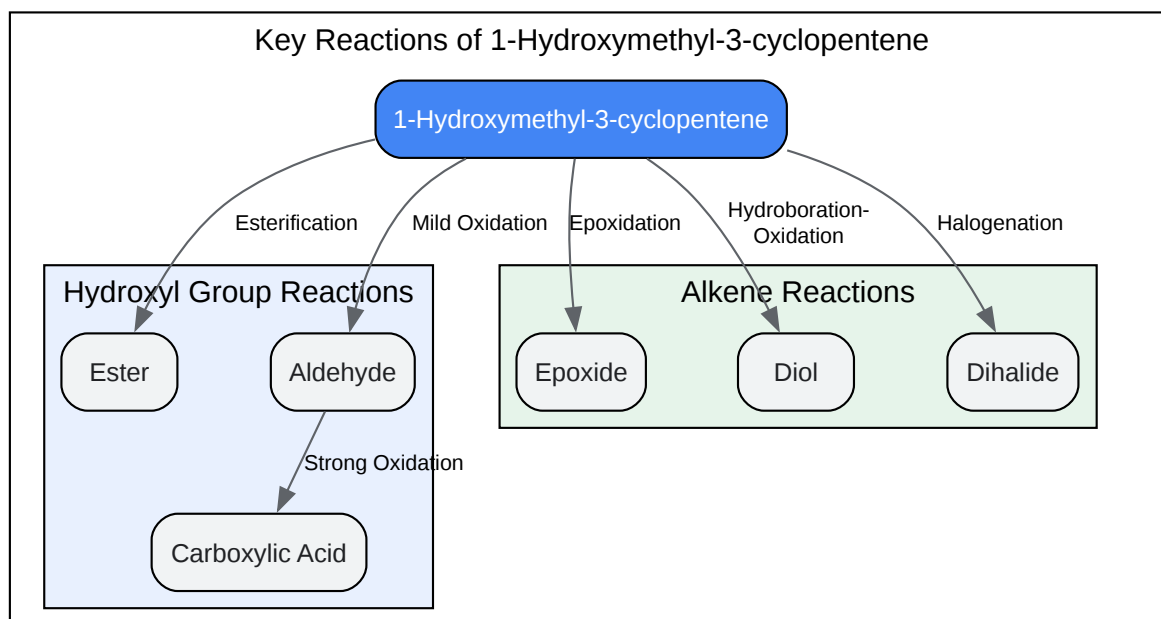 Key Reactions of 1-Hydroxymethyl-3-cyclopentene
1-Hydroxymethyl-3-cyclopentene
Esterification
Mild Oxidation
Epoxidation
Hydroboration-
Oxidation
Halogenation
Hydroxyl Group Reactions
Alkene Reactions
Ester
Aldehyde
Epoxide
Diol
Dihalide
Strong Oxidation
Carboxylic Acid